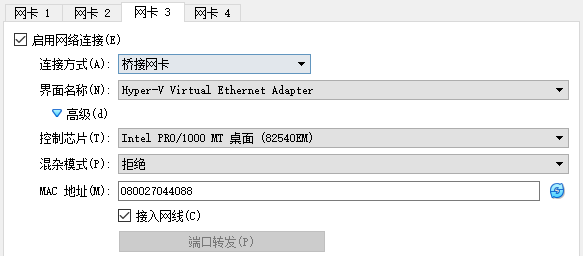 网卡 1 网卡 2 网卡 3 网卡 4
启用网络连接(E)
连接方式(A): 桥接网卡
界面名称(N): Hyper-V Virtual Ethernet Adapter
高级(d)
控制芯片(T): Intel PRO/1000 MT 桌面 (82540EM)
混杂模式(P): 拒绝
MAC 地址(M): 080027044088
接入网线(C)
端口转发(P)